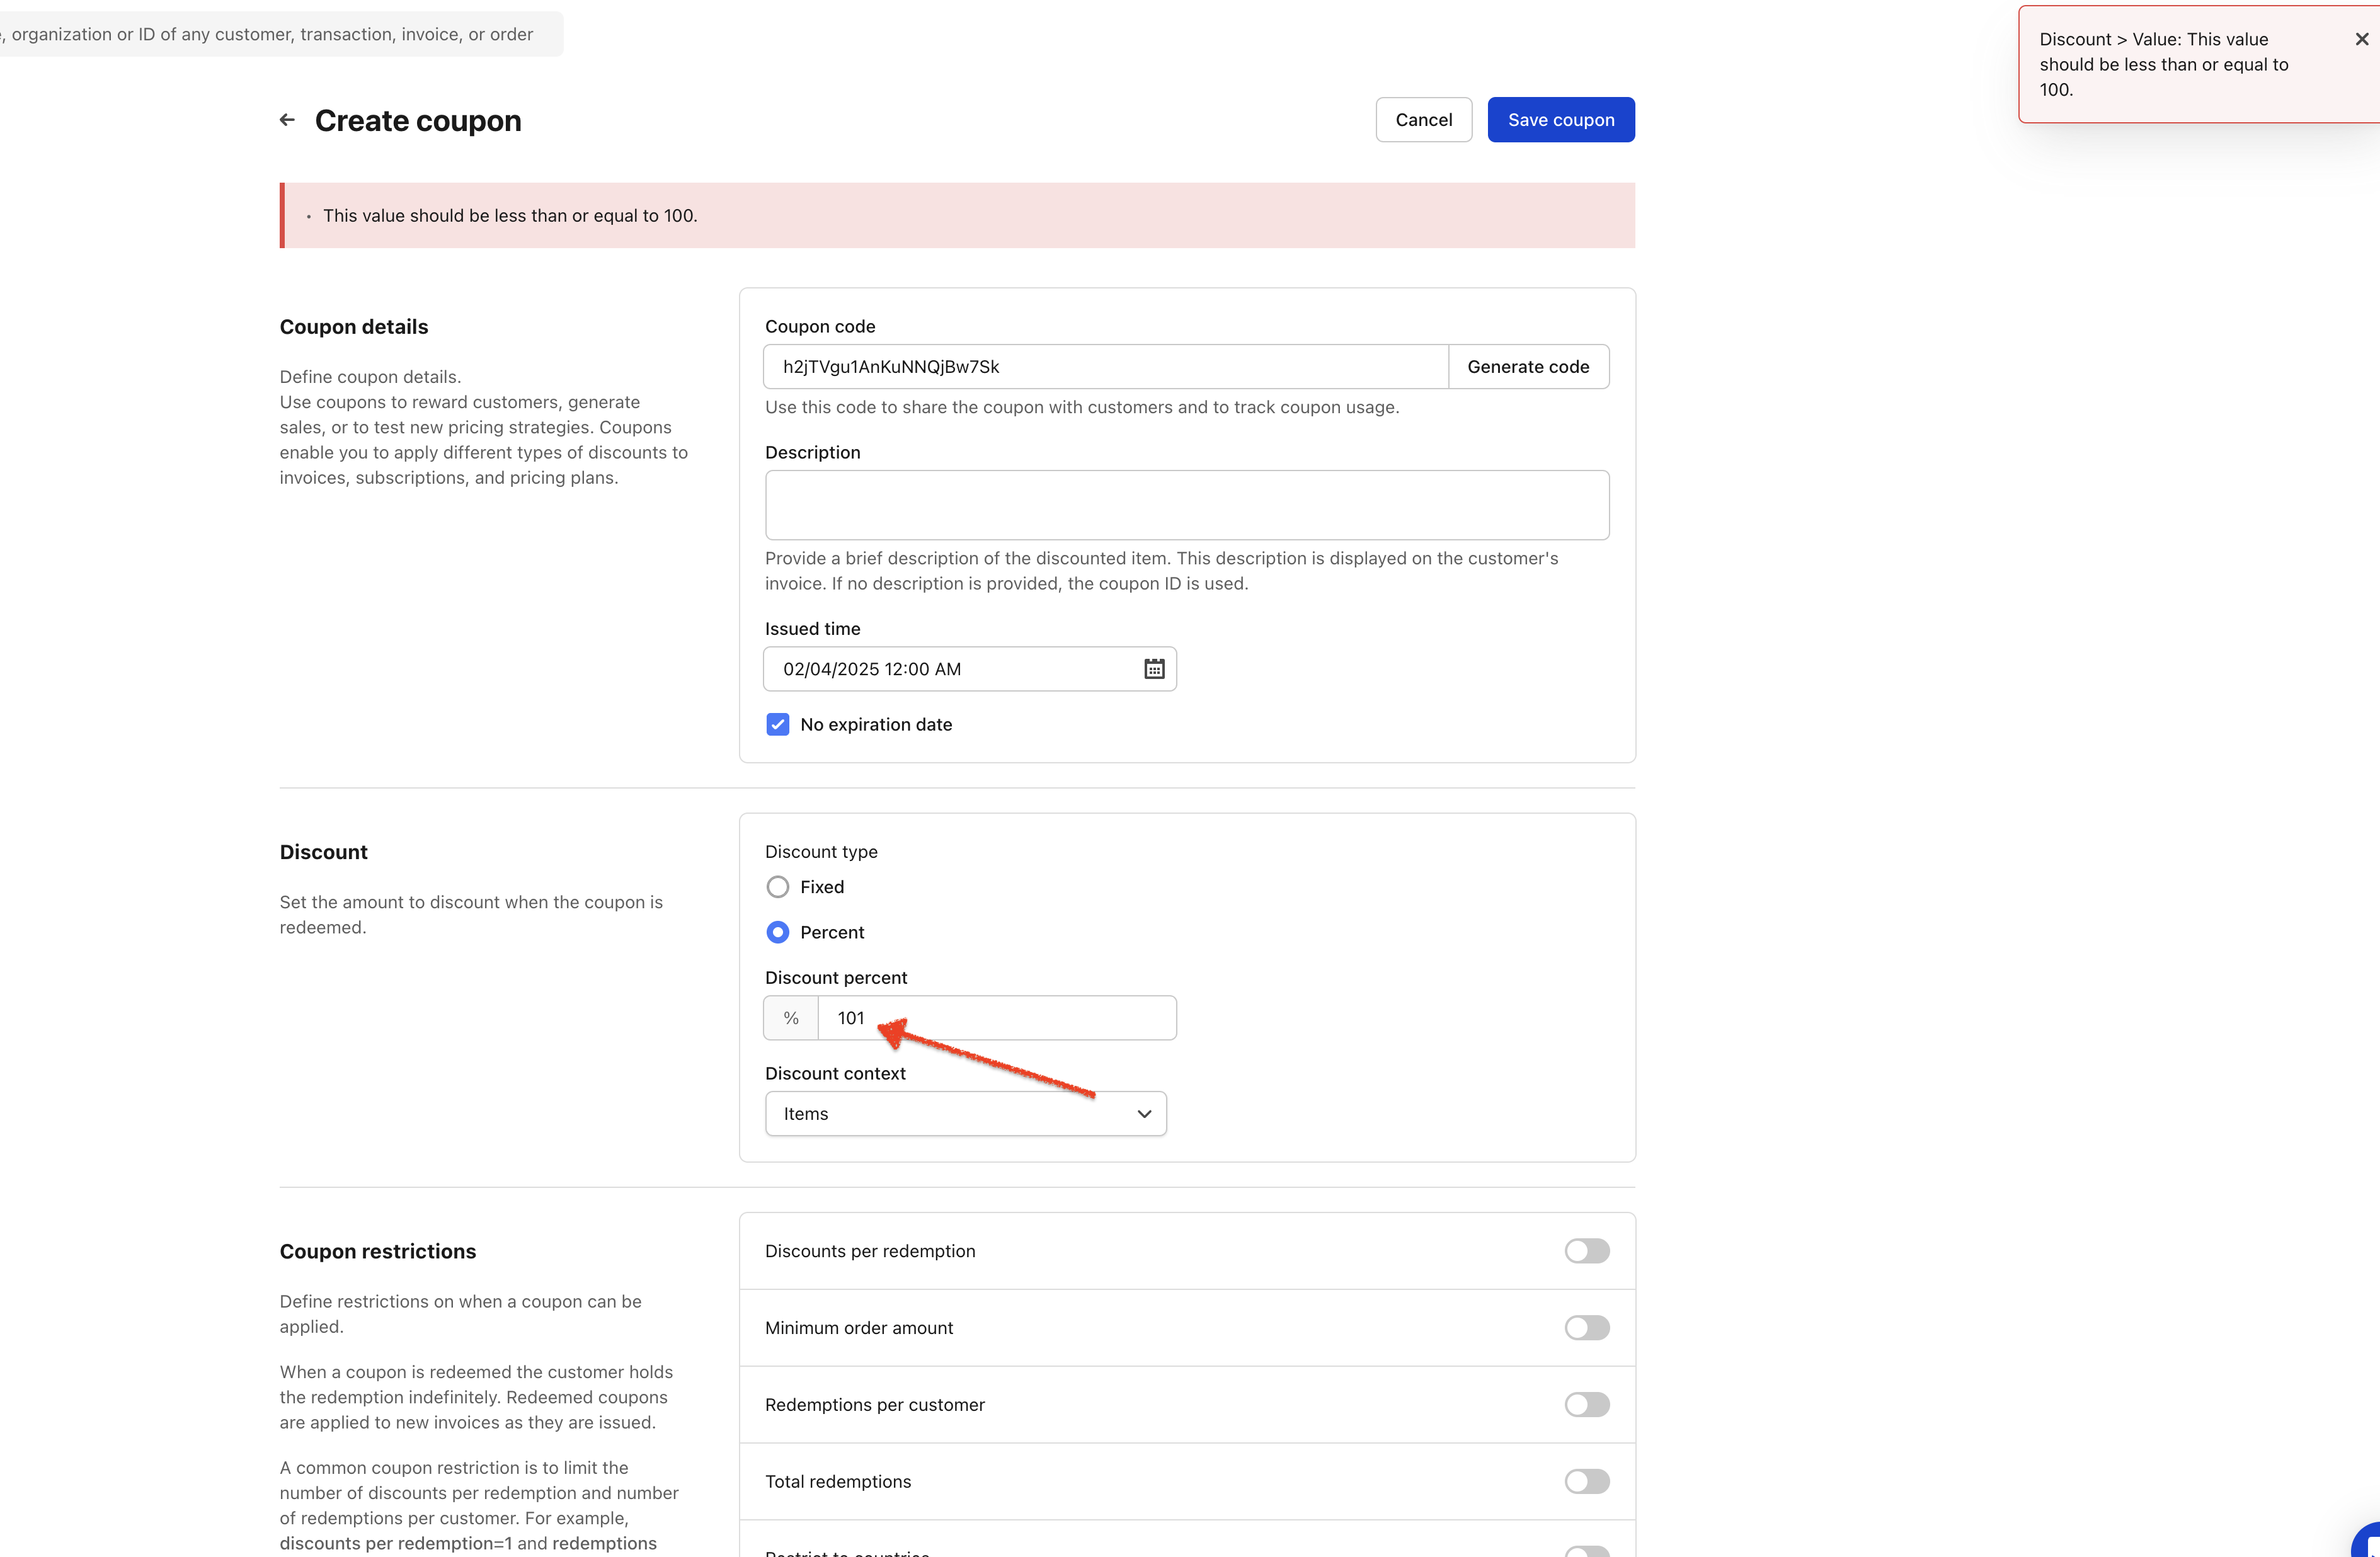 , organization or ID of any customer, transaction, invoice, or order
Discount > Value: This value
should be less than or equal to
100.
Create coupon
Cancel
Save coupon
• This value should be less than or equal to 100.
Coupon details
Define coupon details.
Use coupons to reward customers, generate
sales, or to test new pricing strategies. Coupons
enable you to apply different types of discounts to
invoices, subscriptions, and pricing plans.
Coupon code
h2jTVgu1AnKuNNQjBw7Sk
Generate code
Use this code to share the coupon with customers and to track coupon usage.
Description
Provide a brief description of the discounted item. This description is displayed on the customer's
invoice. If no description is provided, the coupon ID is used.
Issued time
02/04/2025 12:00 AM
No expiration date
Discount
Set the amount to discount when the coupon is
redeemed.
Discount type
Fixed
Percent
Discount percent
% 101
Discount context
Items
Coupon restrictions
Define restrictions on when a coupon can be
applied.
When a coupon is redeemed the customer holds
the redemption indefinitely. Redeemed coupons
are applied to new invoices as they are issued.
A common coupon restriction is to limit the
number of discounts per redemption and number
of redemptions per customer. For example,
discounts per redemption=1 and redemptions
Discounts per redemption
Minimum order amount
Redemptions per customer
Total redemptions
Restrict to countries